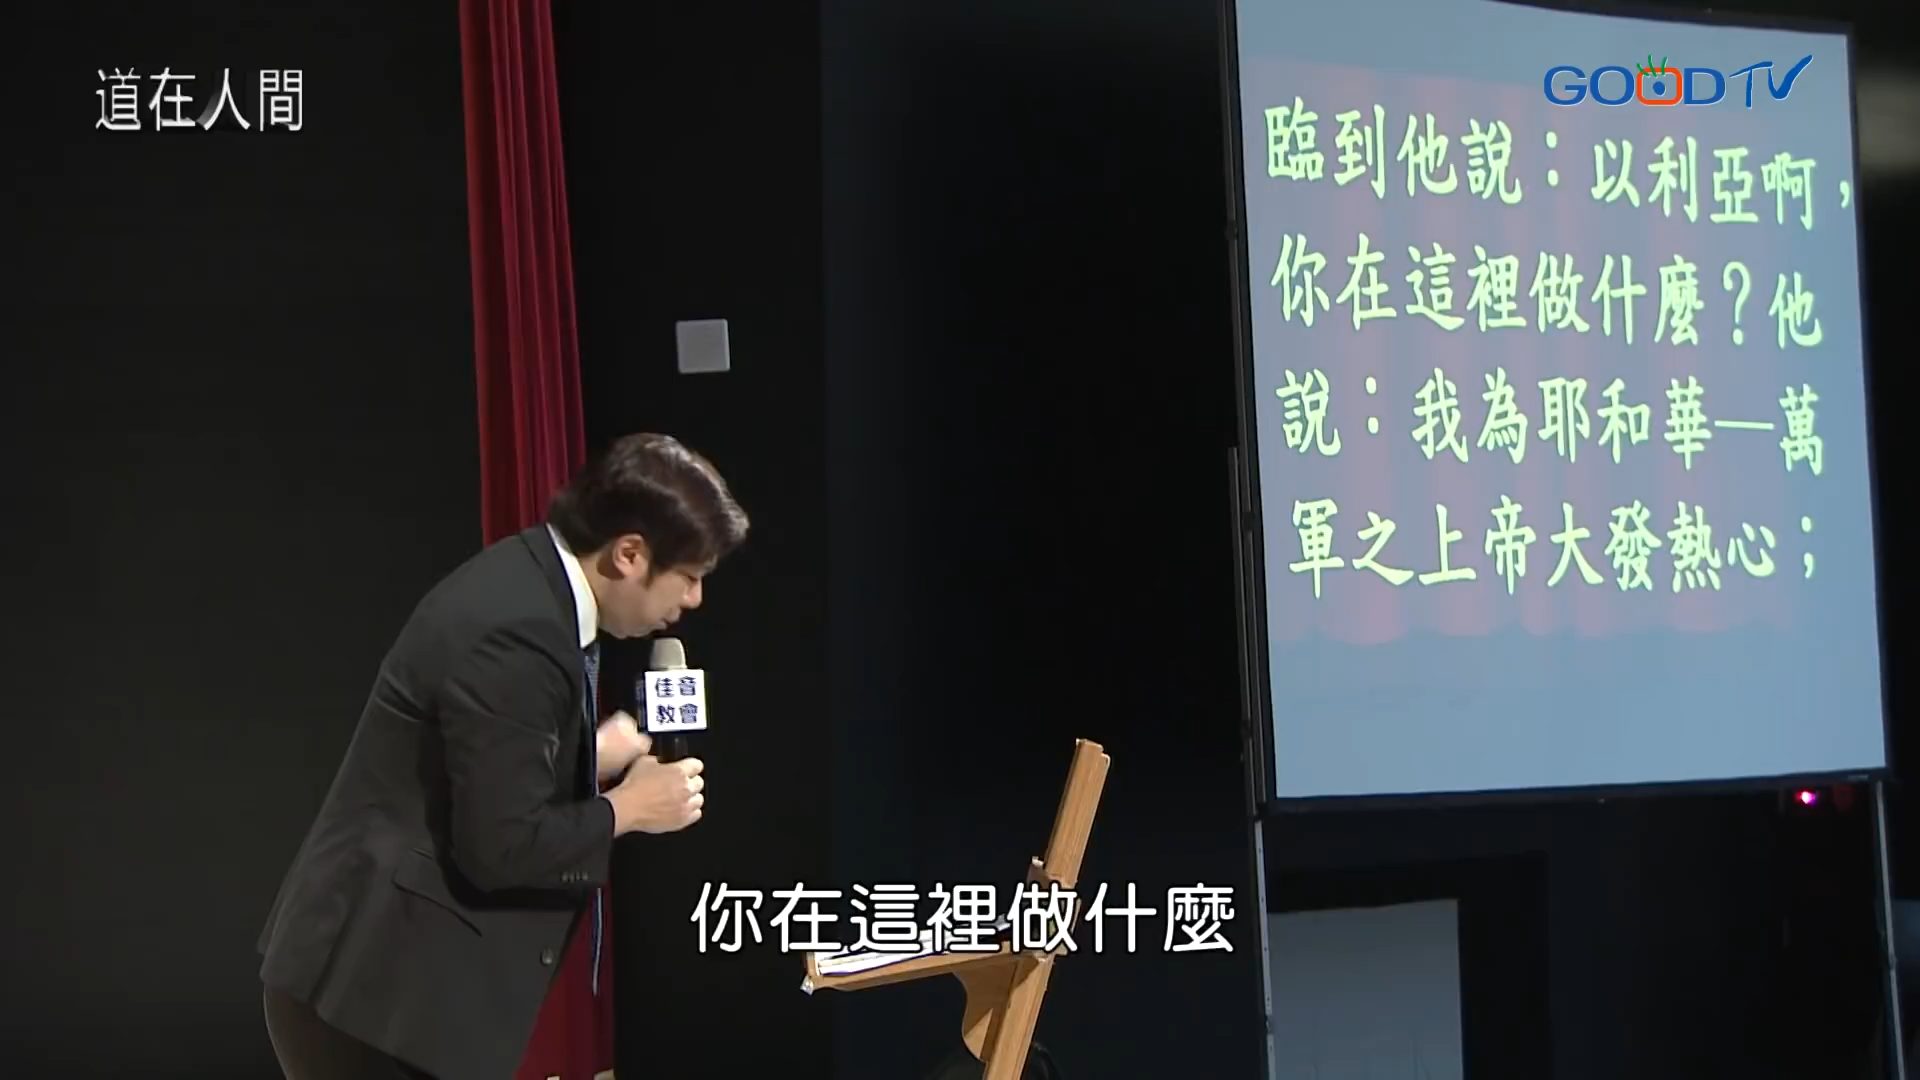 道在人間
GOODTV
臨到他說：以利亞啊，
你在這裡做什麼？他
說：我為耶和華─萬
軍之上帝大發熱心；
佳音
教會
你在這裡做什麼